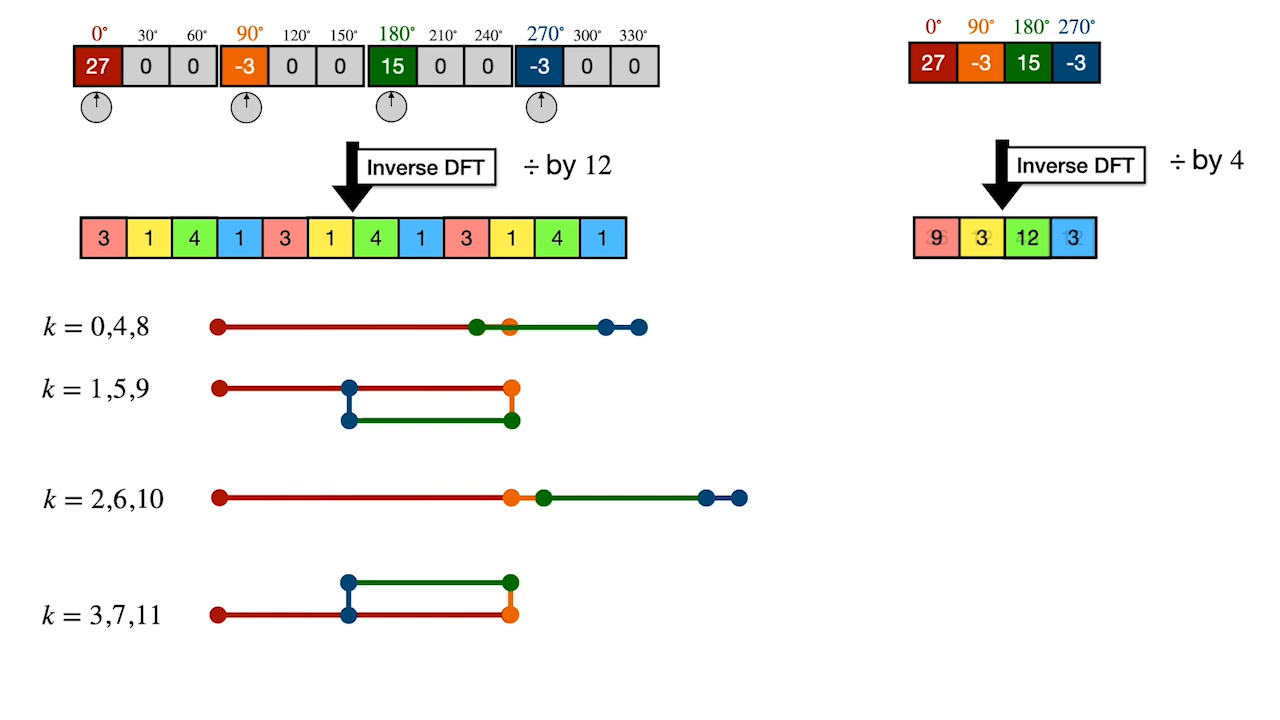 0° 30° 60° 90° 120° 150° 180° 210° 240° 270° 300° 330°
27 0 0 -3 0 0 15 0 0 -3 0 0
Inverse DFT ÷ by 12
3 1 4 1 3 1 4 1 3 1 4 1
k = 0,4,8
k = 1,5,9
k = 2,6,10
k = 3,7,11
0° 90° 180° 270°
27 -3 15 -3
Inverse DFT ÷ by 4
9 3 12 3